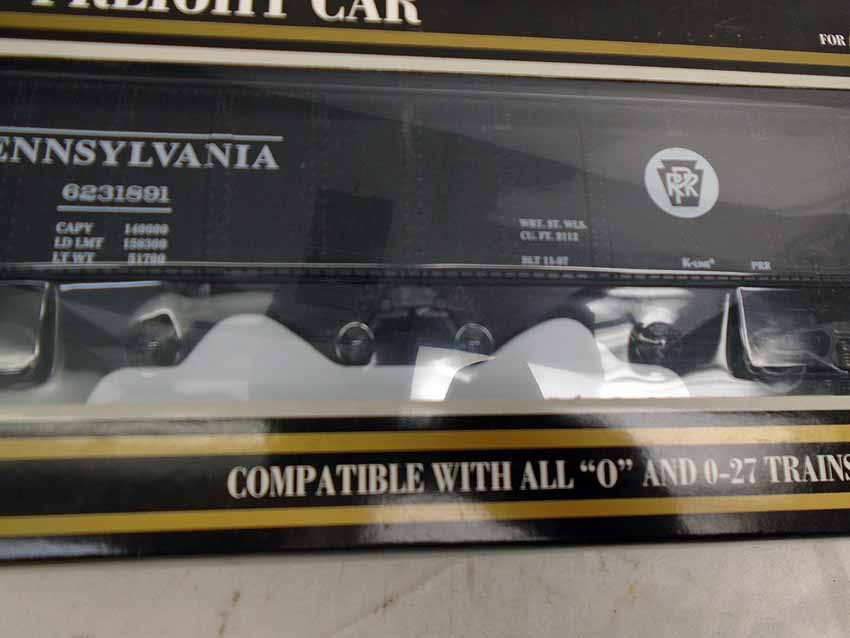 FREIGHT CAR
FOR
ENNSYLVANIA
6231891
CAPY 140000
LD LMT 158300
LT WT 51700
WHT. ST. WLS.
CU. FT. 3112
BLT 11-97
K-LINE®
PRR
PRR
COMPATIBLE WITH ALL “O” AND 0-27 TRAINS